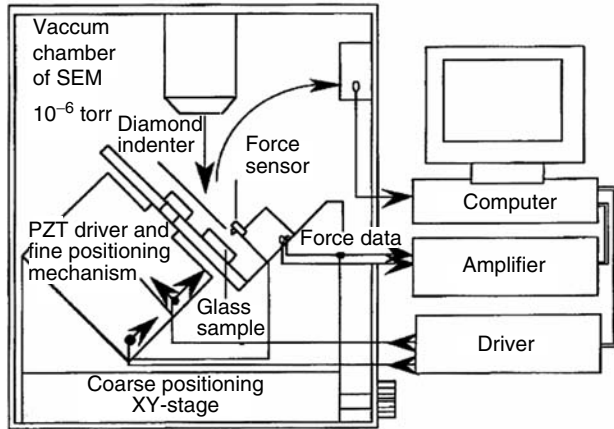 Vaccum
chamber
of SEM
10⁻⁶ torr
Diamond
indenter
Force
sensor
PZT driver and
fine positioning
mechanism
Glass
sample
Force data
Coarse positioning
XY-stage
Computer
Amplifier
Driver